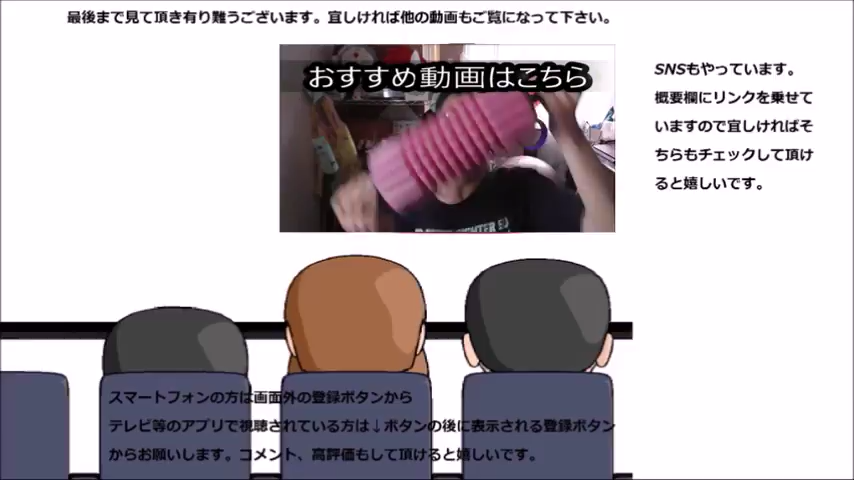 最後まで見て頂き有り難うございます。宜しければ他の動画もご覧になって下さい。
おすすめ動画はこちら
SNSもやっています。
概要欄にリンクを乗せて
いますので宜しければそ
ちらもチェックして頂け
ると嬉しいです。
スマートフォンの方は画面外の登録ボタンから
テレビ等のアプリで視聴されている方は↓ボタンの後に表示される登録ボタン
からお願いします。コメント、高評価もして頂けると嬉しいです。